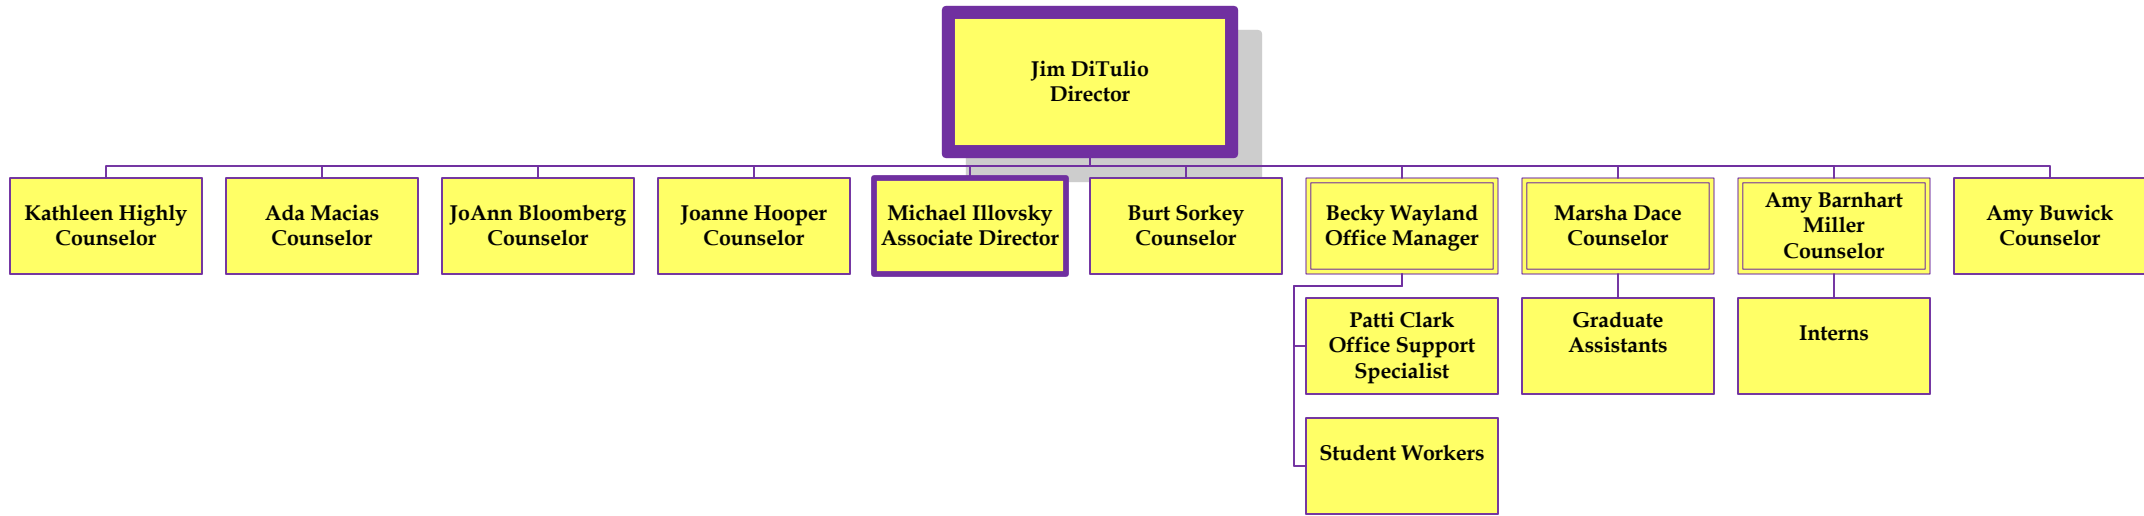 Jim DiTulio
Director
Kathleen Highly
Counselor
Ada Macias
Counselor
JoAnn Bloomberg
Counselor
Joanne Hooper
Counselor
Michael Illovsky
Associate Director
Burt Sorkey
Counselor
Becky Wayland
Office Manager
Marsha Dace
Counselor
Amy Barnhart
Miller
Counselor
Amy Buwick
Counselor
Patti Clark
Office Support
Specialist
Graduate
Assistants
Interns
Student Workers